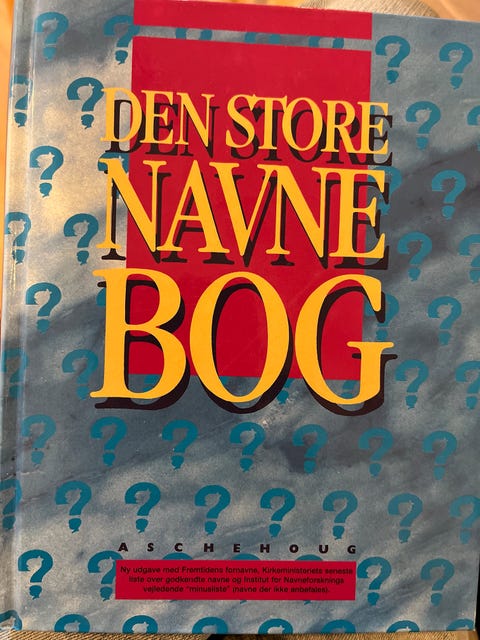 DEN STORE
NAVNE
BOG
ASCHEHOUG
Ny udgave med Fremtidens fornavne, Kirkeministeriets seneste
liste over godkendte navne og Institut for Navneforsknings
vejledende "minusliste" (navne der ikke anbefales).